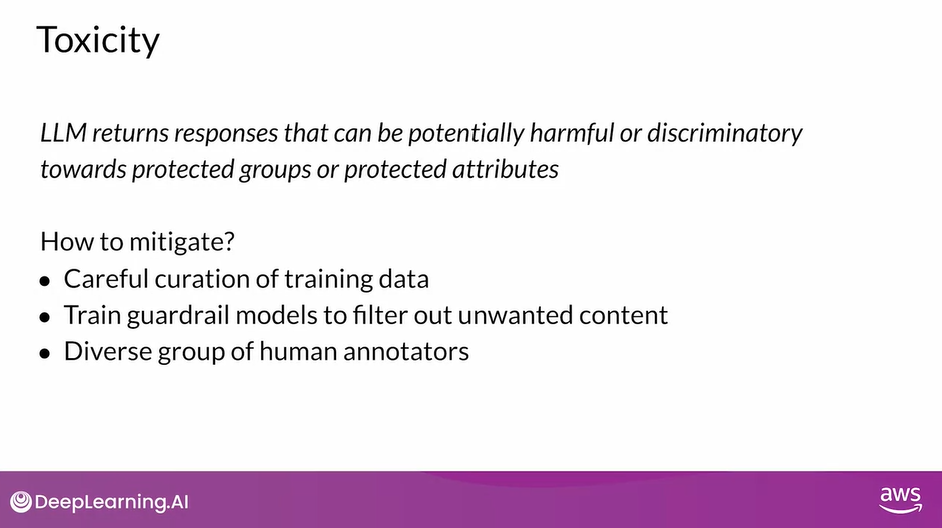 Toxicity
LLM returns responses that can be potentially harmful or discriminatory
towards protected groups or protected attributes
How to mitigate?
● Careful curation of training data
● Train guardrail models to filter out unwanted content
● Diverse group of human annotators
DeepLearning.AI
aws